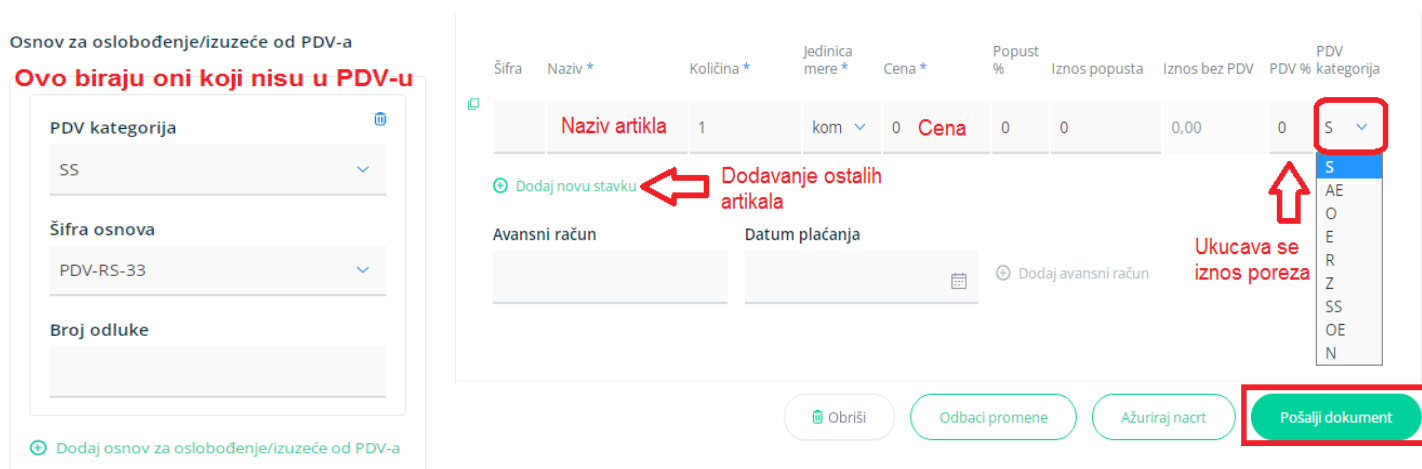 Osnov za oslobođenje/izuzeće od PDV-a
Ovo biraju oni koji nisu u PDV-u
PDV kategorija
SS
Šifra osnova
PDV-RS-33
Broj odluke
Dodaj osnov za oslobođenje/izuzeće od PDV-a
Šifra Naziv * Količina * Jedinica mere * Cena * Popust % Iznos popusta Iznos bez PDV PDV % PDV kategorija
Naziv artikla 1 kom 0 Cena 0 0 0,00 0 S
S
AE
O
E
R
Z
SS
OE
N
Dodaj novu stavku
Dodavanje ostalih
artikala
Ukucava se
iznos poreza
Avansni račun Datum plaćanja
Dodaj avansni račun
Obriši Odbaci promene Ažuriraj nacrt Pošalji dokument